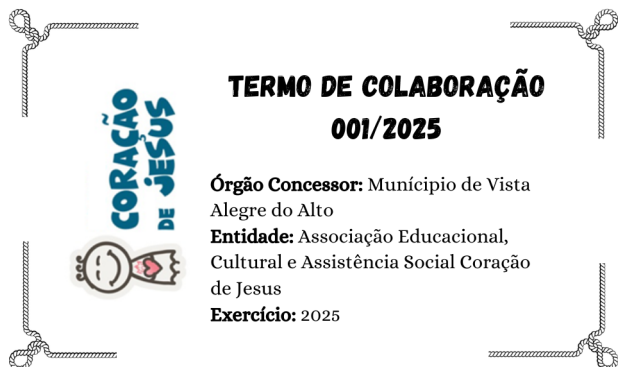 CORAÇÃO
DE JESUS
TERMO DE COLABORAÇÃO
001/2025
Órgão Concessor: Munícipio de Vista
Alegre do Alto
Entidade: Associação Educacional,
Cultural e Assistência Social Coração
de Jesus
Exercício: 2025